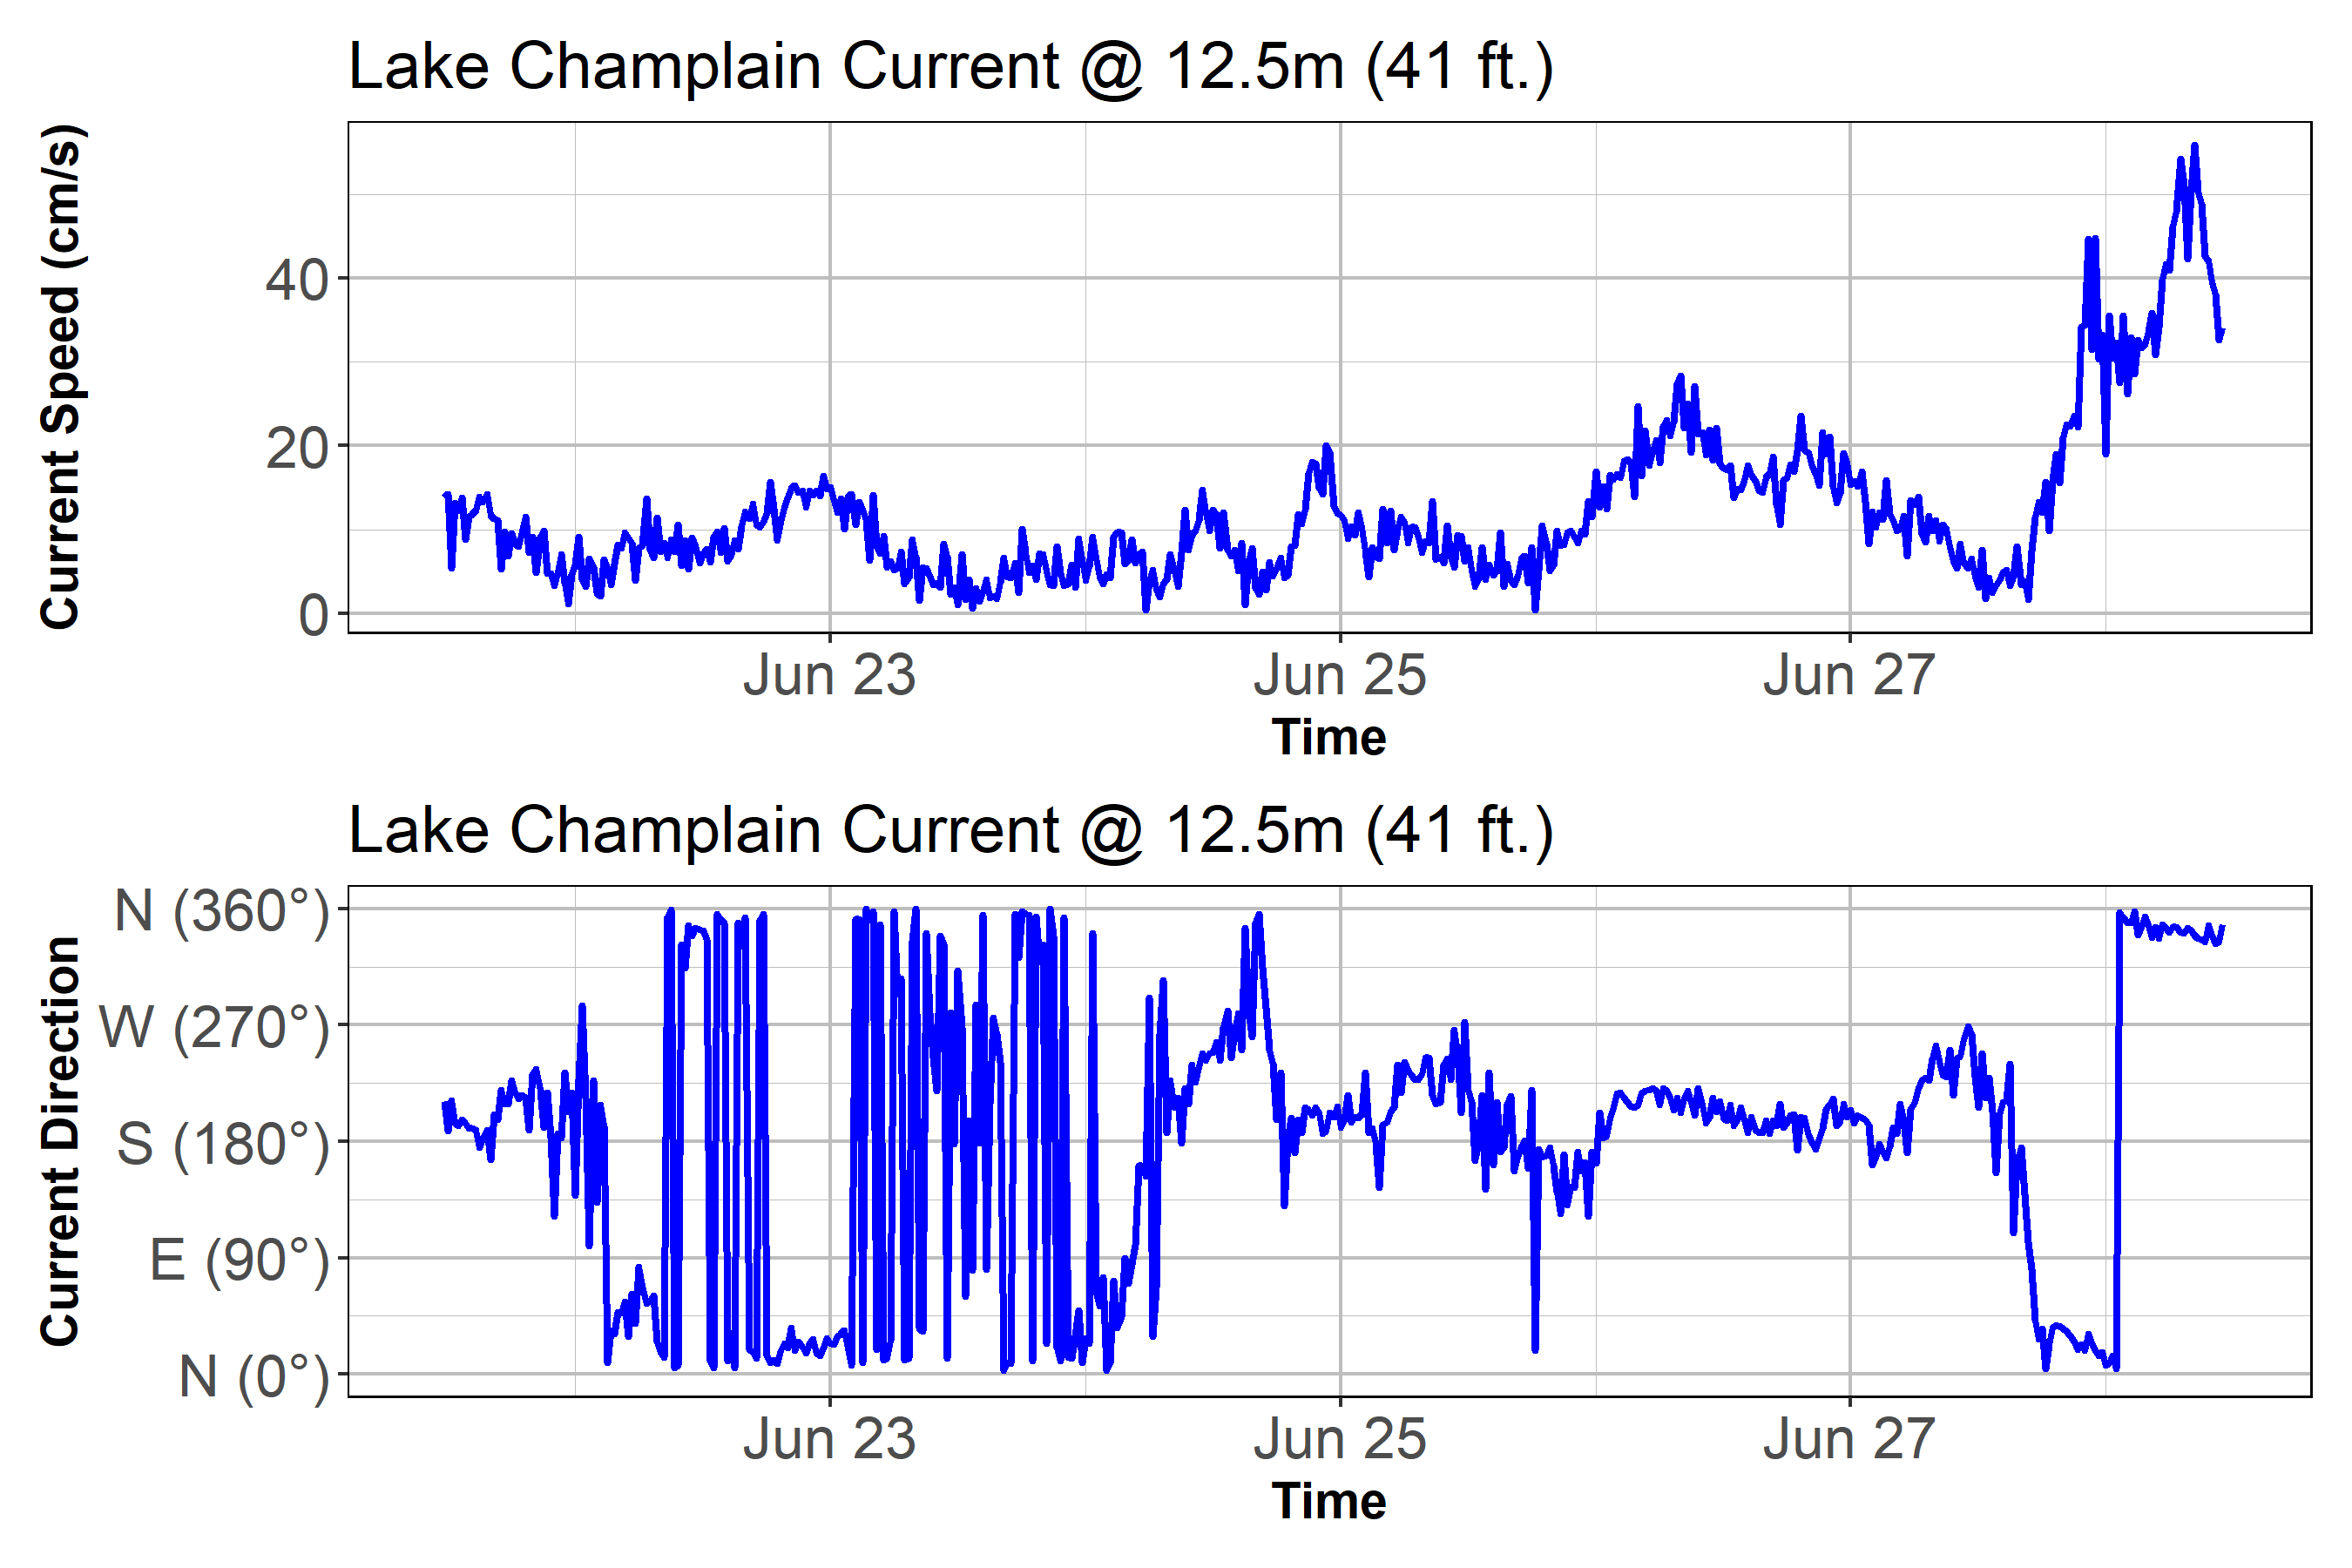 Lake Champlain Current @ 12.5m (41 ft.)
Current Speed (cm/s)
40
20
0
Jun 23 Jun 25 Jun 27
Time
Lake Champlain Current @ 12.5m (41 ft.)
Current Direction
N (360°)
W (270°)
S (180°)
E (90°)
N (0°)
Jun 23 Jun 25 Jun 27
Time